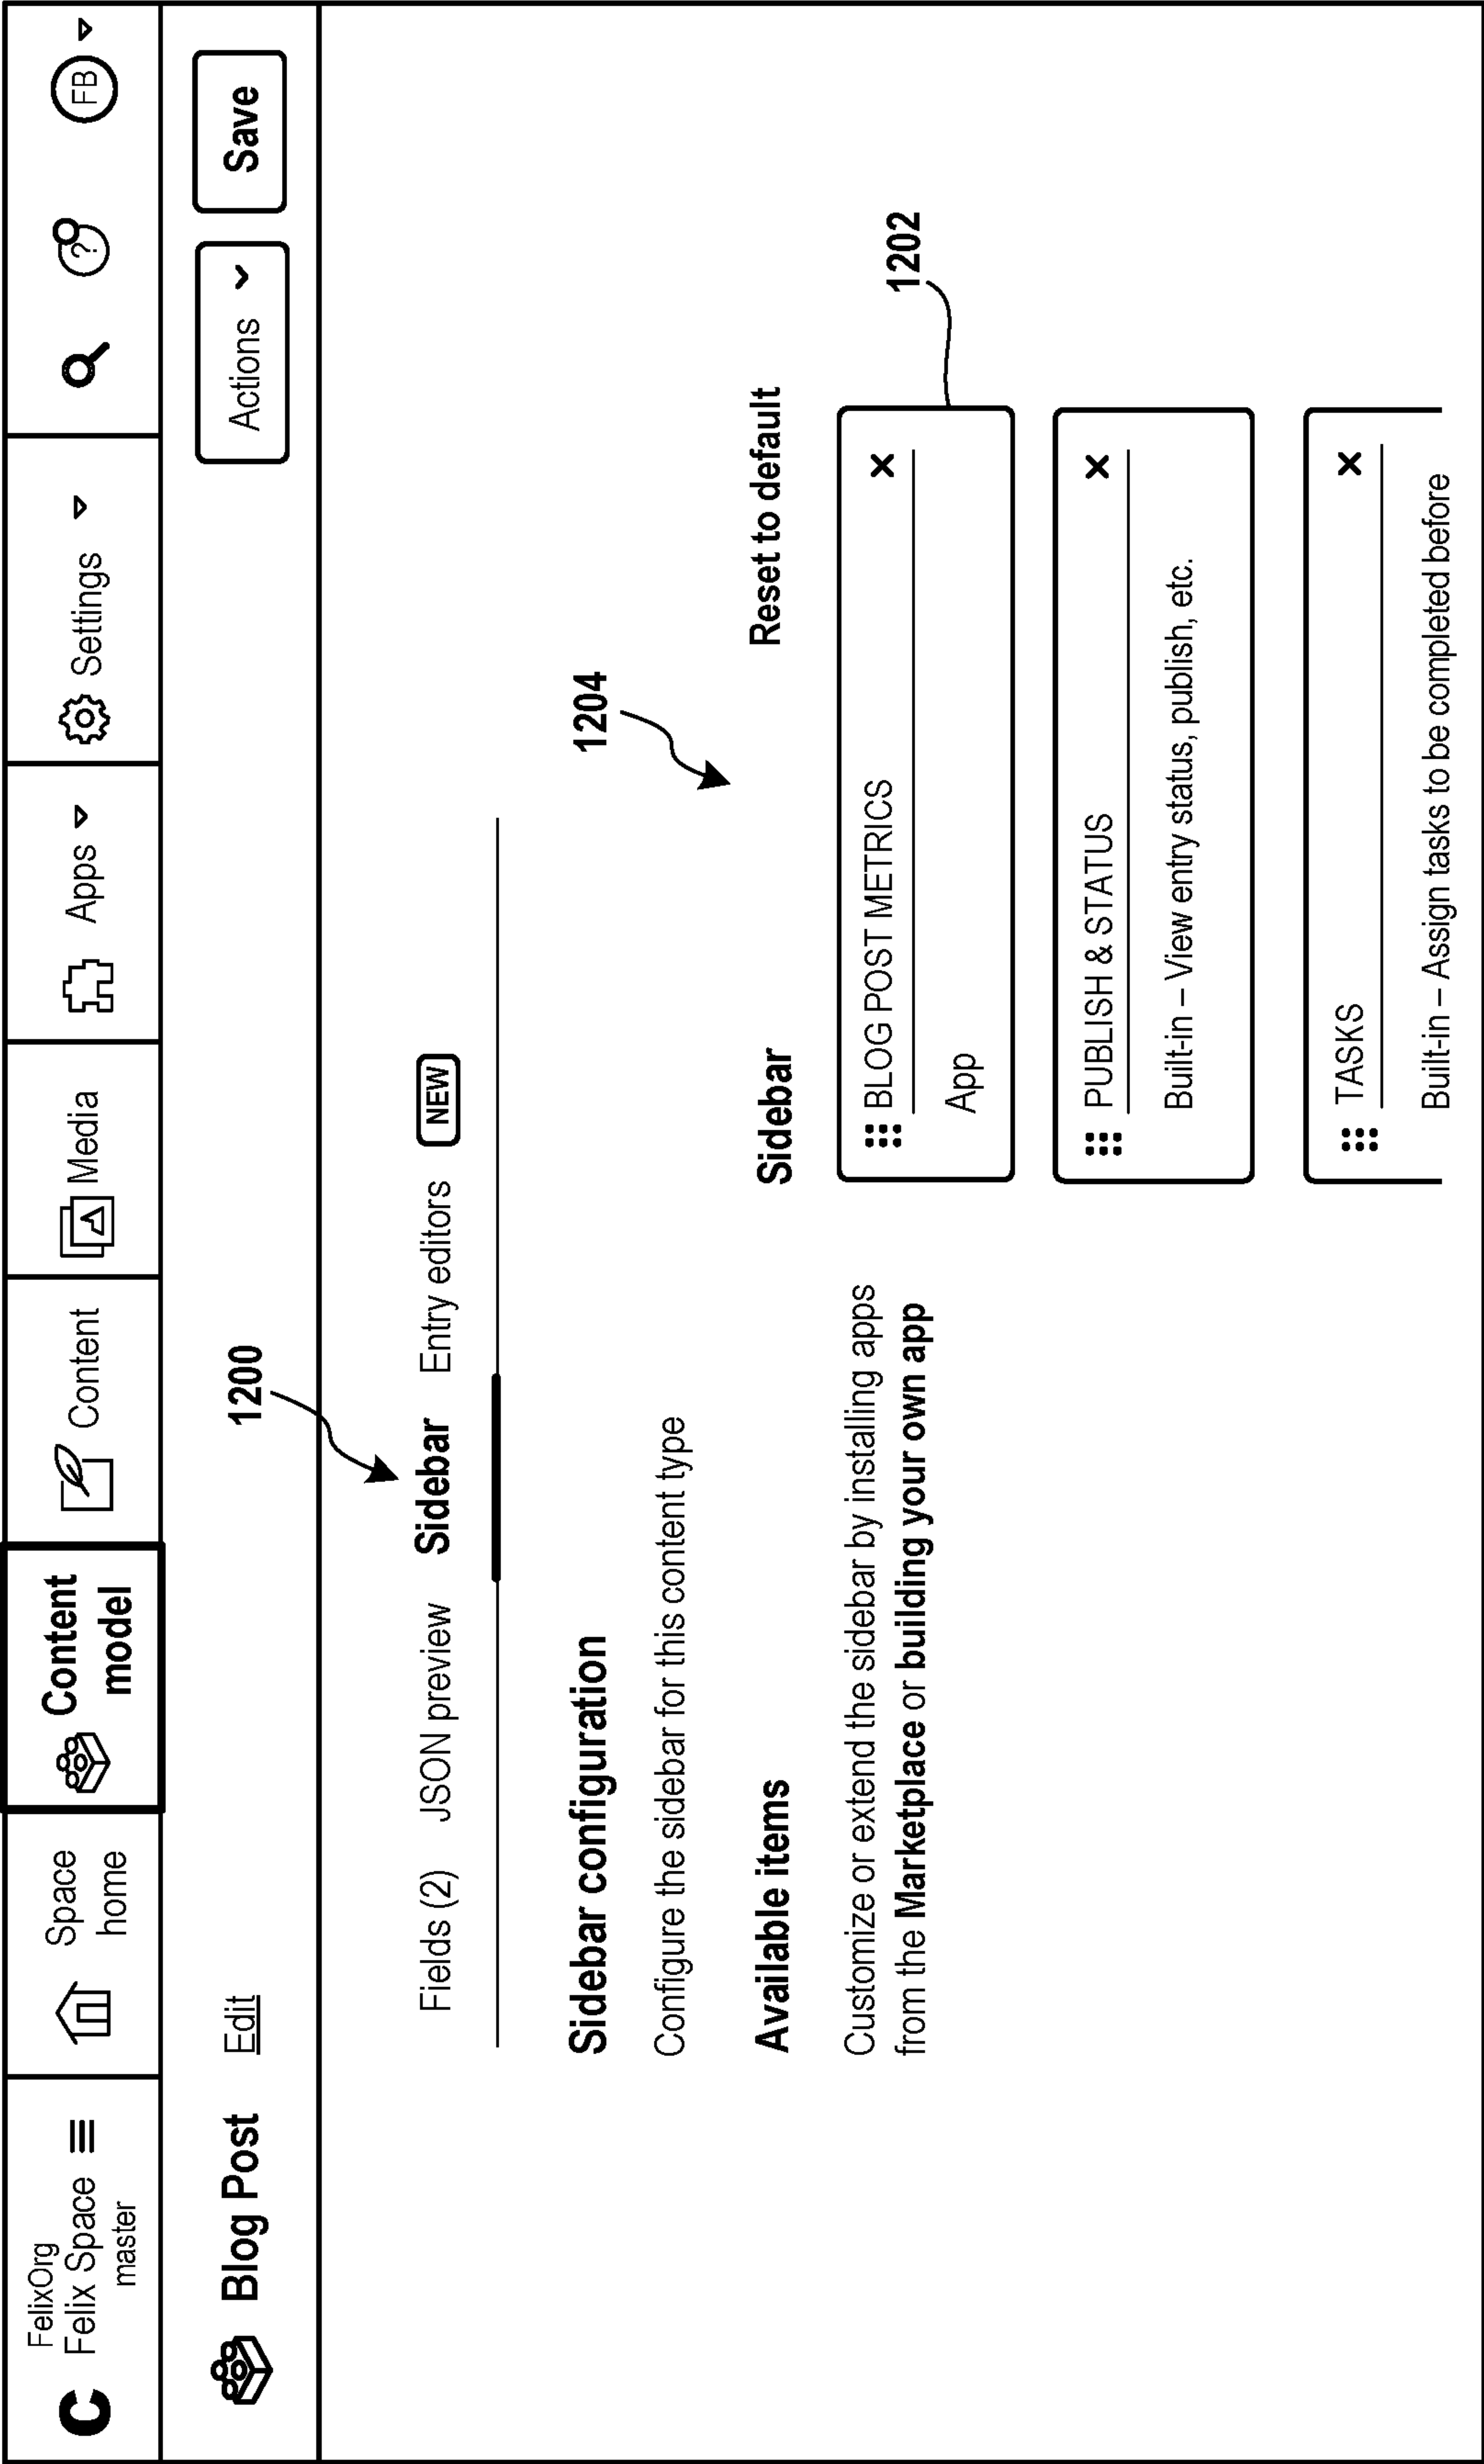 C
FelixOrg
Felix Space
master
Space
home
Content
model
Content
Media
Apps
Settings
?
FB
Blog Post Edit
Actions
Save
1200
Fields (2) JSON preview Sidebar Entry editors NEW
Sidebar configuration
1204
Configure the sidebar for this content type
Available items
Customize or extend the sidebar by installing apps
from the Marketplace or building your own app
Sidebar Reset to default
1202
BLOG POST METRICS X
App
PUBLISH & STATUS X
Built-in – View entry status, publish, etc.
TASKS X
Built-in – Assign tasks to be completed before